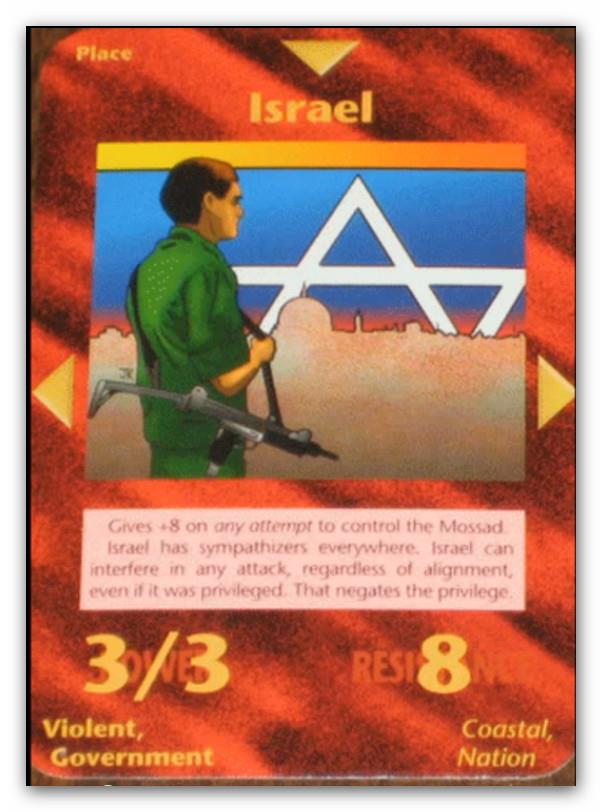 Place
Israel
Gives +8 on any attempt to control the Mossad.
Israel has sympathizers everywhere. Israel can
interfere in any attack, regardless of alignment,
even if it was privileged. That negates the privilege.
3/3 8
Violent, Coastal,
Government Nation